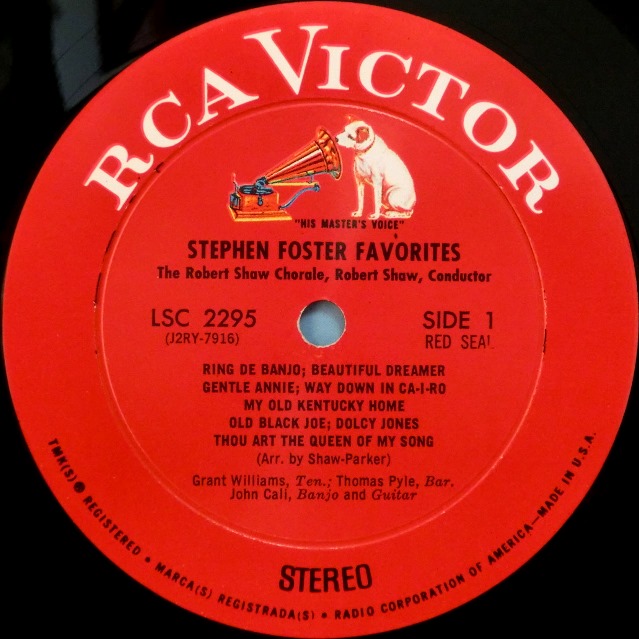 RCA VICTOR
"HIS MASTER'S VOICE"
STEPHEN FOSTER FAVORITES
The Robert Shaw Chorale, Robert Shaw, Conductor
LSC 2295
(J2RY-7916)
SIDE 1
RED SEAL
RING DE BANJO; BEAUTIFUL DREAMER
GENTLE ANNIE; WAY DOWN IN CA-I-RO
MY OLD KENTUCKY HOME
OLD BLACK JOE; DOLCY JONES
THOU ART THE QUEEN OF MY SONG
(Arr. by Shaw-Parker)
Grant Williams, Ten.; Thomas Pyle, Bar.
John Cali, Banjo and Guitar
STEREO
TMK(S) ® REGISTERED • MARCA(S) REGISTRADA(S) • RADIO CORPORATION OF AMERICA—MADE IN U.S.A.